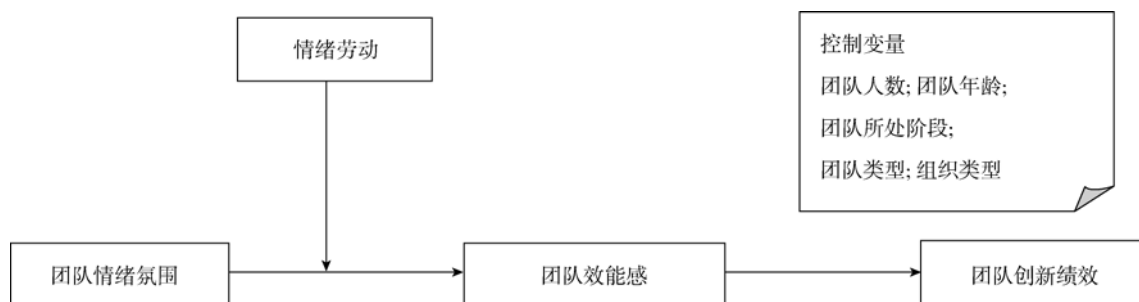 情绪劳动
控制变量
团队人数; 团队年龄;
团队所处阶段;
团队类型; 组织类型
团队情绪氛围
团队效能感
团队创新绩效